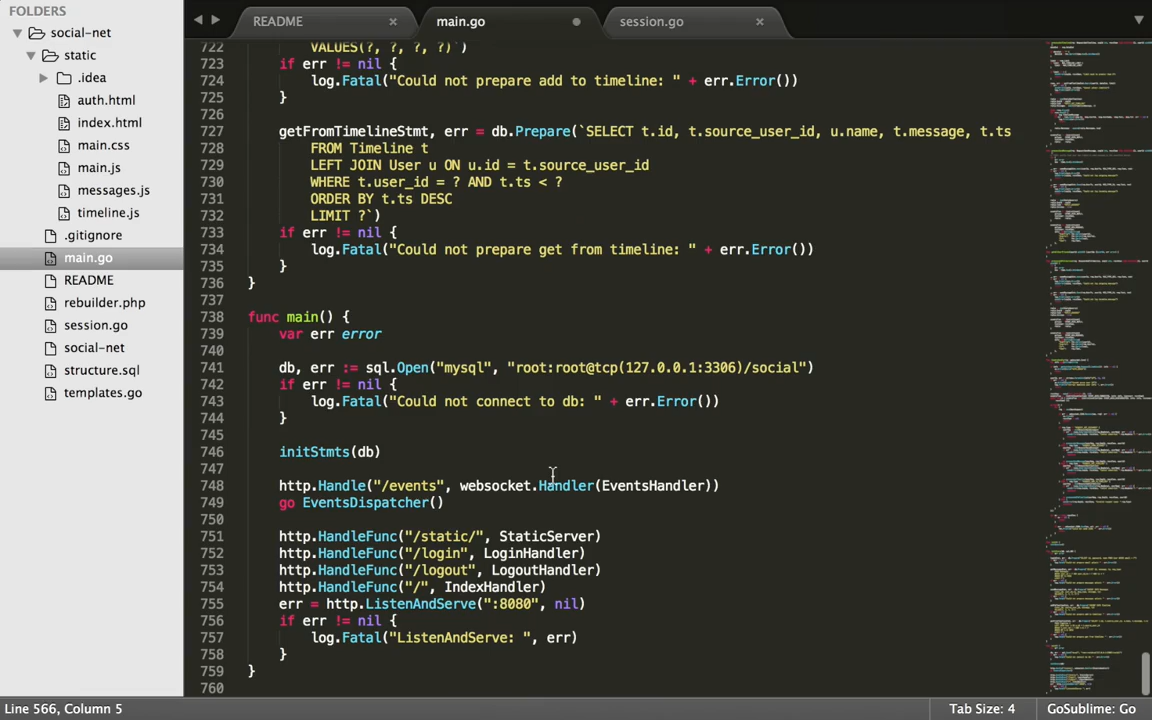 FOLDERS
social-net
static
.idea
auth.html
index.html
main.css
main.js
messages.js
timeline.js
.gitignore
main.go
README
rebuilder.php
session.go
social-net
structure.sql
templates.go
README
main.go
session.go
722 VALUES(?, ?, ?, ?)`)
723 if err != nil {
724 log.Fatal("Could not prepare add to timeline: " + err.Error())
725 }
726
727 getFromTimelineStmt, err = db.Prepare(`SELECT t.id, t.source_user_id, u.name, t.message, t.ts
728 FROM Timeline t
729 LEFT JOIN User u ON u.id = t.source_user_id
730 WHERE t.user_id = ? AND t.ts < ?
731 ORDER BY t.ts DESC
732 LIMIT ?`)
733 if err != nil {
734 log.Fatal("Could not prepare get from timeline: " + err.Error())
735 }
736 }
737
738 func main() {
739 var err error
740
741 db, err := sql.Open("mysql", "root:root@tcp(127.0.0.1:3306)/social")
742 if err != nil {
743 log.Fatal("Could not connect to db: " + err.Error())
744 }
745
746 initStmts(db)
747
748 http.Handle("/events", websocket.Handler(EventsHandler))
749 go EventsDispatcher()
750
751 http.HandleFunc("/static/", StaticServer)
752 http.HandleFunc("/login", LoginHandler)
753 http.HandleFunc("/logout", LogoutHandler)
754 http.HandleFunc("/", IndexHandler)
755 err = http.ListenAndServe(":8080", nil)
756 if err != nil {
757 log.Fatal("ListenAndServe: ", err)
758 }
759 }
760
Line 566, Column 5
Tab Size: 4
GoSublime: Go